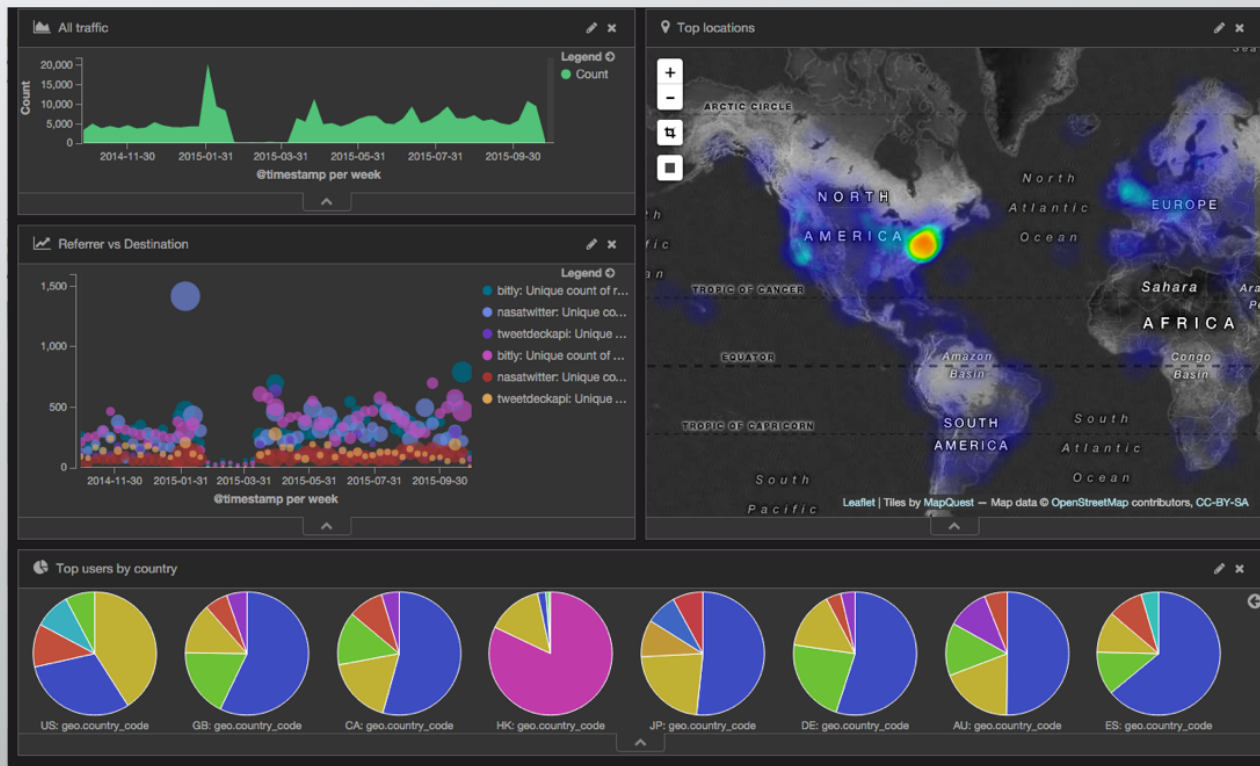 All traffic
Legend
Count
Count
20,000
15,000
10,000
5,000
0
2014-11-30 2015-01-31 2015-03-31 2015-05-31 2015-07-31 2015-09-30
@timestamp per week
Referrer vs Destination
Legend
bitly: Unique count of r...
nasatwitter: Unique co...
tweetdeckapi: Unique ...
bitly: Unique count of ...
nasatwitter: Unique co...
tweetdeckapi: Unique ...
1,500
1,000
500
0
2014-11-30 2015-01-31 2015-03-31 2015-05-31 2015-07-31 2015-09-30
@timestamp per week
Top locations
+
−
ARCTIC CIRCLE
NORTH
AMERICA
North
Atlantic
Ocean
EUROPE
TROPIC OF CANCER
Sahara
AFRICA
EQUATOR
Amazon
Basin
Congo
Basin
TROPIC OF CAPRICORN
SOUTH
AMERICA
South
Atlantic
Ocean
South
Pacific
Leaflet | Tiles by MapQuest — Map data © OpenStreetMap contributors, CC-BY-SA
Top users by country
US: geo.country_code GB: geo.country_code CA: geo.country_code HK: geo.country_code JP: geo.country_code DE: geo.country_code AU: geo.country_code ES: geo.country_code